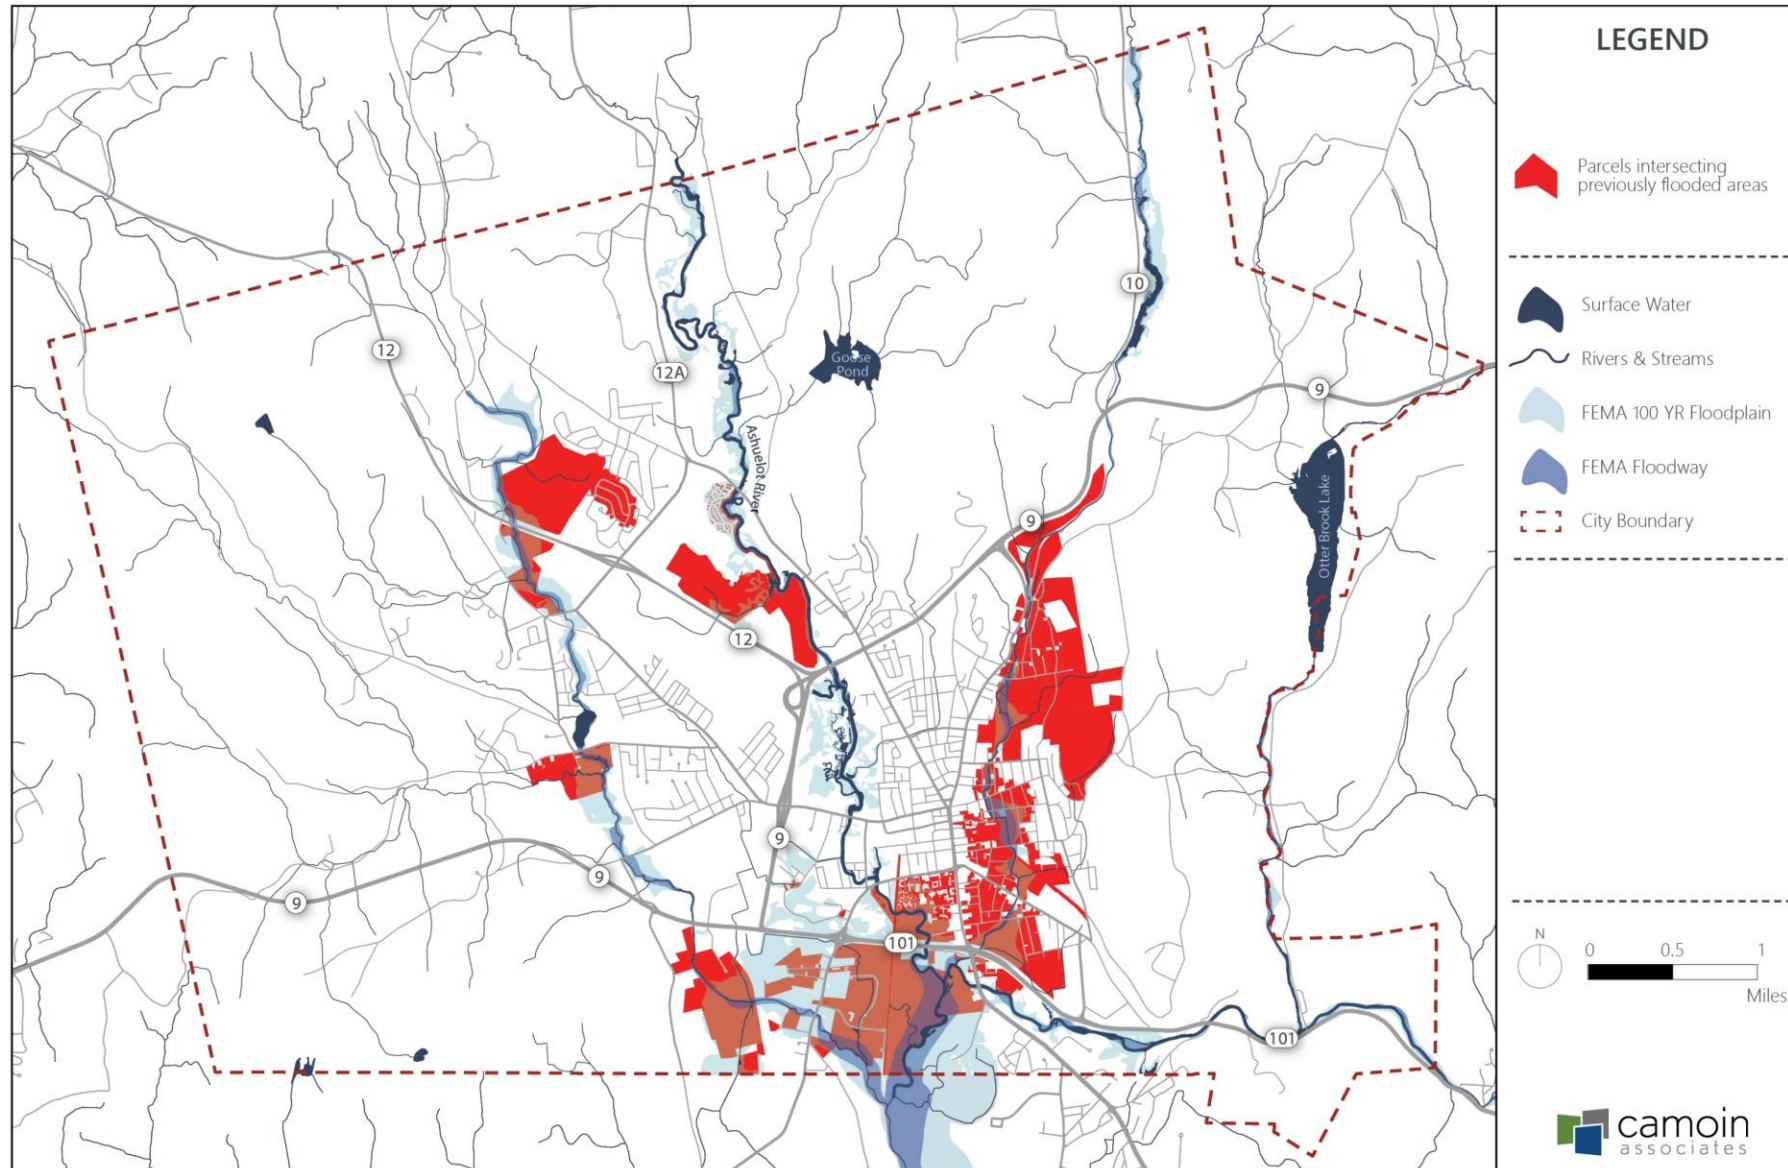 LEGEND
Parcels intersecting
previously flooded areas
Surface Water
Rivers & Streams
FEMA 100 YR Floodplain
FEMA Floodway
City Boundary
N
0 0.5 1
Miles
camoin
associates
10
12
12A
Goose
Pond
9
Ashuelot River
Otter Brook Lake
9
12
9
9
9
101
101